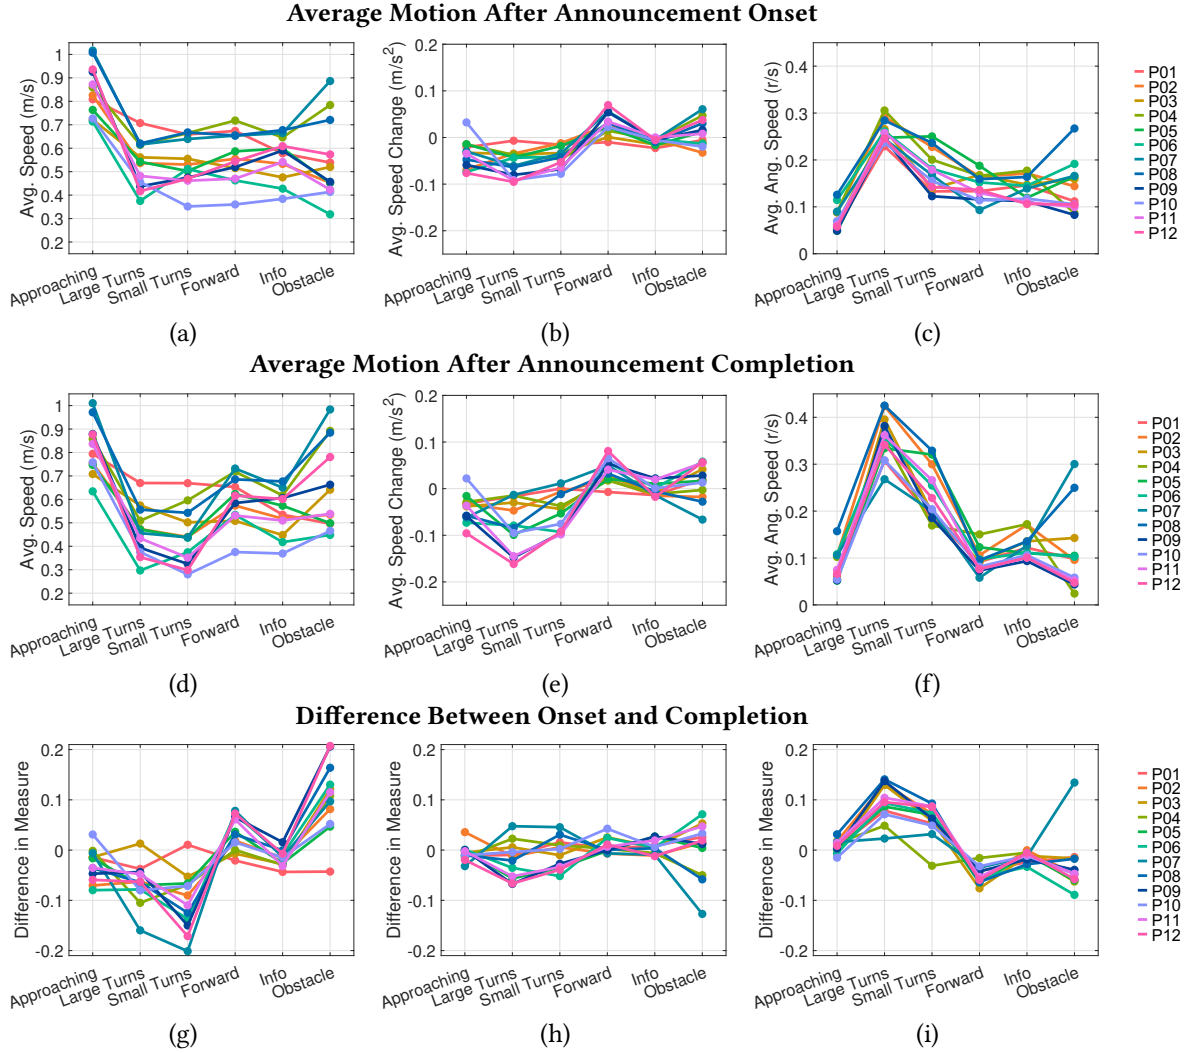 Average Motion After Announcement Onset
Avg. Speed (m/s)
1
0.9
0.8
0.7
0.6
0.5
0.4
0.3
0.2
Approaching
Large Turns
Small Turns
Forward
Info
Obstacle
(a)
Avg. Speed Change (m/s²)
0.2
0.1
0
-0.1
-0.2
Approaching
Large Turns
Small Turns
Forward
Info
Obstacle
(b)
Avg. Ang. Speed (r/s)
0.4
0.3
0.2
0.1
0
Approaching
Large Turns
Small Turns
Forward
Info
Obstacle
(c)
P01
P02
P03
P04
P05
P06
P07
P08
P09
P10
P11
P12
Average Motion After Announcement Completion
Avg. Speed (m/s)
1
0.9
0.8
0.7
0.6
0.5
0.4
0.3
0.2
Approaching
Large Turns
Small Turns
Forward
Info
Obstacle
(d)
Avg. Speed Change (m/s²)
0.2
0.1
0
-0.1
-0.2
Approaching
Large Turns
Small Turns
Forward
Info
Obstacle
(e)
Avg. Ang. Speed (r/s)
0.4
0.3
0.2
0.1
0
Approaching
Large Turns
Small Turns
Forward
Info
Obstacle
(f)
P01
P02
P03
P04
P05
P06
P07
P08
P09
P10
P11
P12
Difference Between Onset and Completion
Difference in Measure
0.2
0.1
0
-0.1
-0.2
Approaching
Large Turns
Small Turns
Forward
Info
Obstacle
(g)
Difference in Measure
0.2
0.1
0
-0.1
-0.2
Approaching
Large Turns
Small Turns
Forward
Info
Obstacle
(h)
Difference in Measure
0.2
0.1
0
-0.1
-0.2
Approaching
Large Turns
Small Turns
Forward
Info
Obstacle
(i)
P01
P02
P03
P04
P05
P06
P07
P08
P09
P10
P11
P12